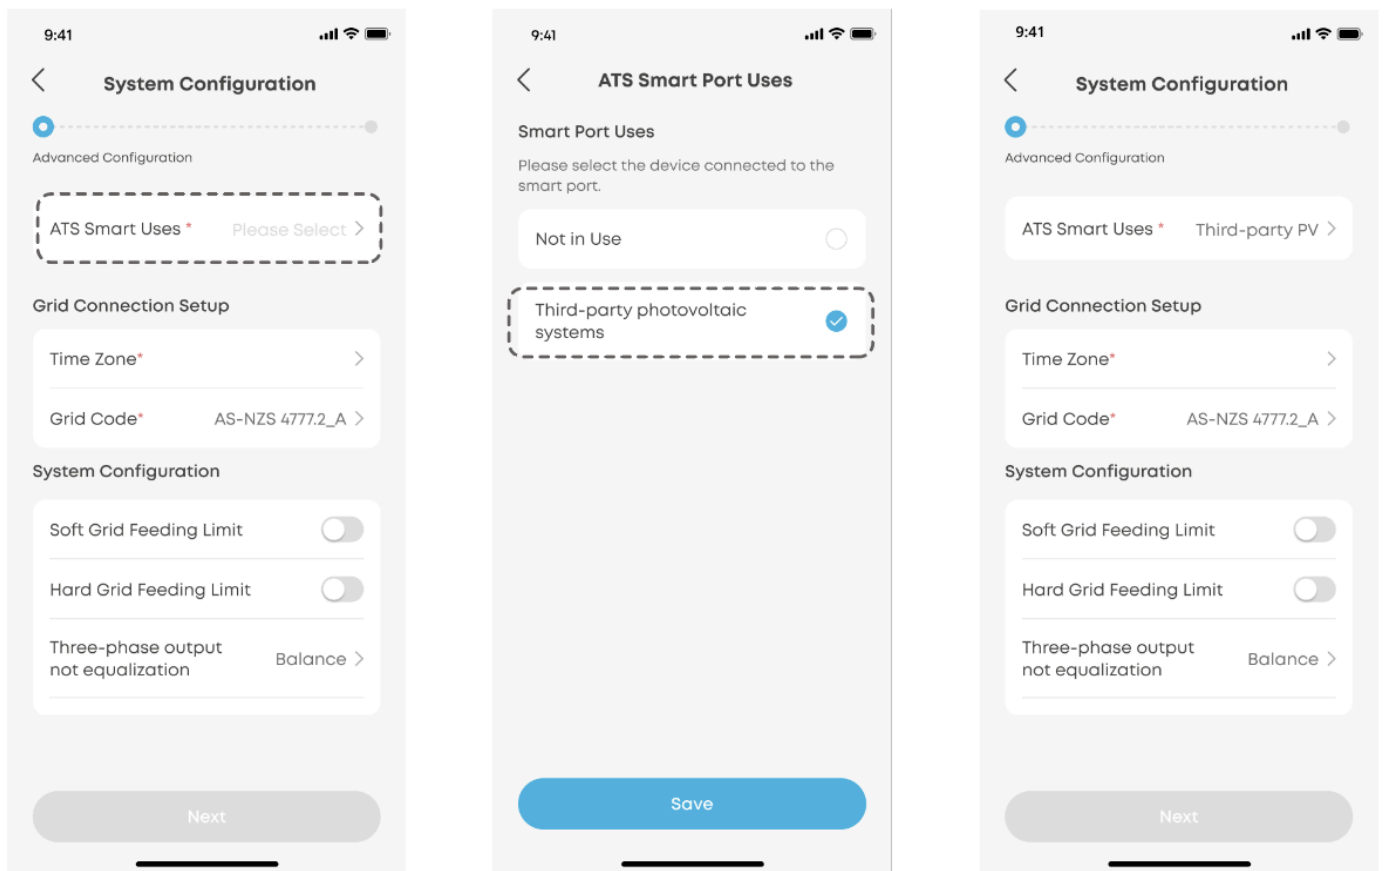 9:41
System Configuration
Advanced Configuration
ATS Smart Uses * Please Select
Grid Connection Setup
Time Zone*
Grid Code* AS-NZS 4777.2_A
System Configuration
Soft Grid Feeding Limit
Hard Grid Feeding Limit
Three-phase output
not equalization
Balance
Next
9:41
ATS Smart Port Uses
Smart Port Uses
Please select the device connected to the
smart port.
Not in Use
Third-party photovoltaic
systems
Save
9:41
System Configuration
Advanced Configuration
ATS Smart Uses * Third-party PV
Grid Connection Setup
Time Zone*
Grid Code* AS-NZS 4777.2_A
System Configuration
Soft Grid Feeding Limit
Hard Grid Feeding Limit
Three-phase output
not equalization
Balance
Next